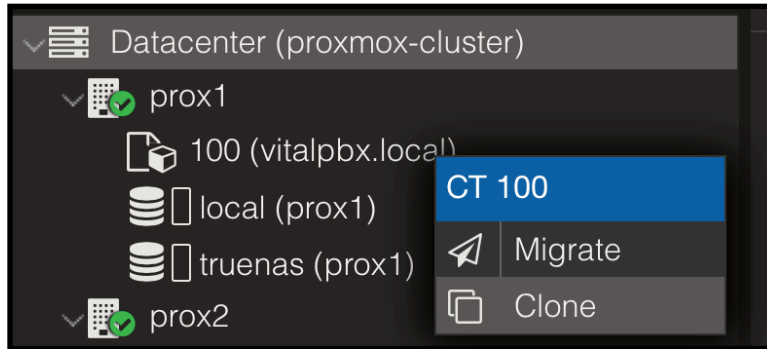 Datacenter (proxmox-cluster)
prox1
100 (vitalpbx.local)
CT 100
local (prox1)
Migrate
truenas (prox1)
Clone
prox2